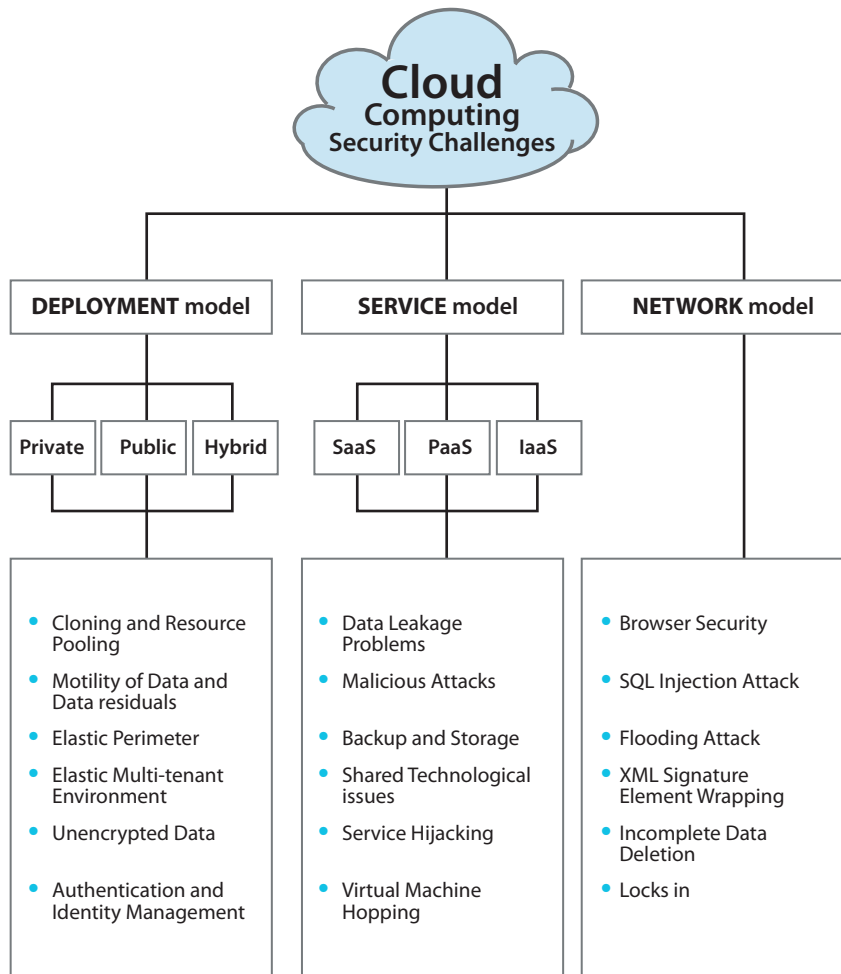 Cloud
Computing
Security Challenges
DEPLOYMENT model
SERVICE model
NETWORK model
Private
Public
Hybrid
SaaS
PaaS
IaaS
Cloning and Resource
Pooling
Motility of Data and
Data residuals
Elastic Perimeter
Elastic Multi-tenant
Environment
Unencrypted Data
Authentication and
Identity Management
Data Leakage
Problems
Malicious Attacks
Backup and Storage
Shared Technological
issues
Service Hijacking
Virtual Machine
Hopping
Browser Security
SQL Injection Attack
Flooding Attack
XML Signature
Element Wrapping
Incomplete Data
Deletion
Locks in